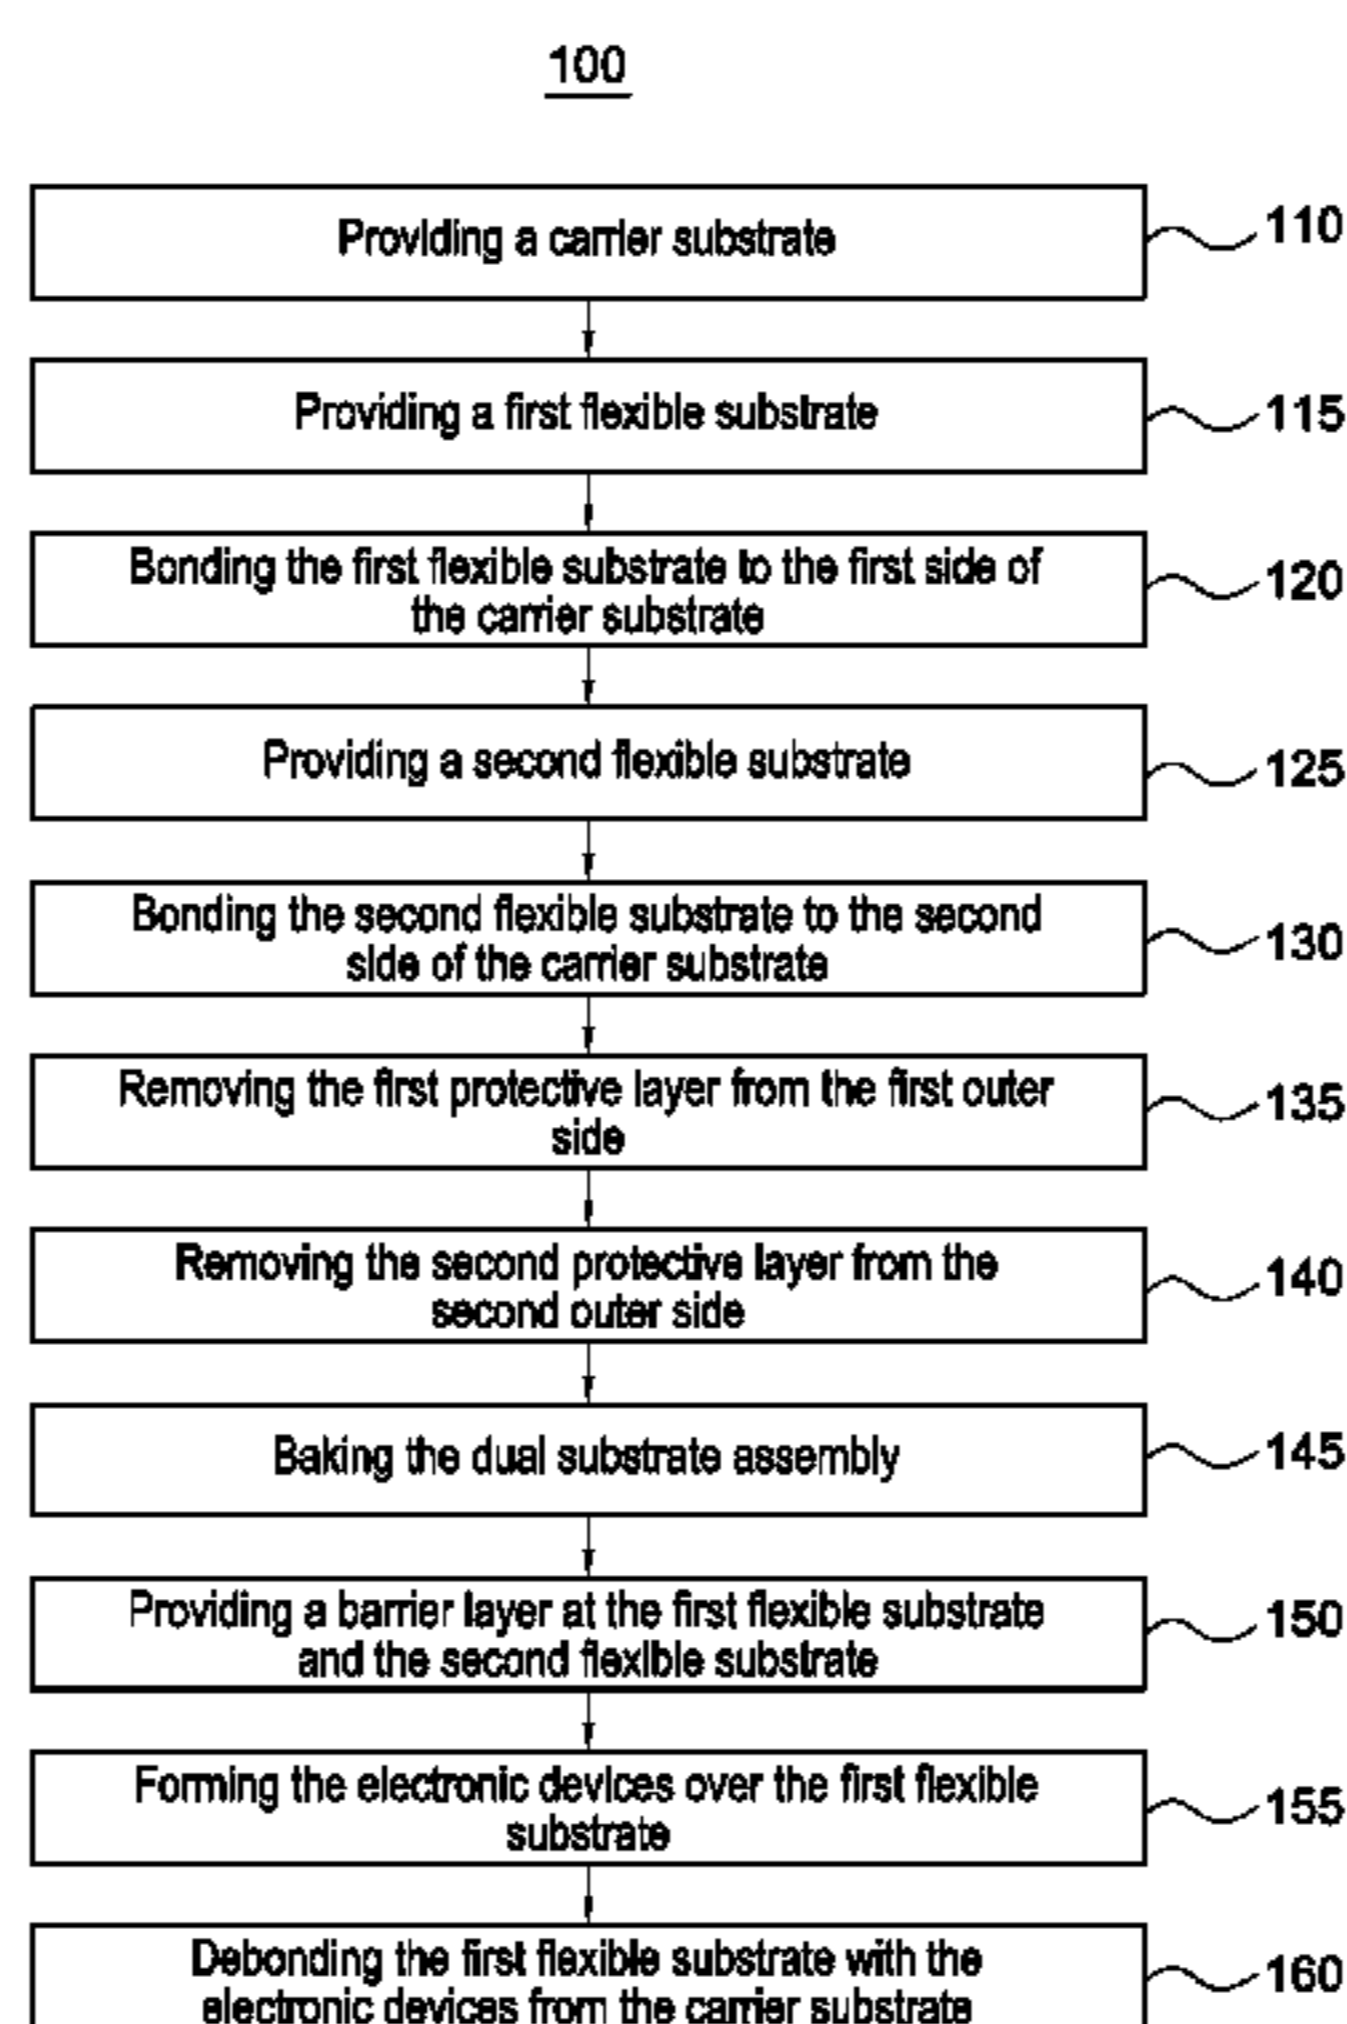 100
Providing a carrier substrate
110
Providing a first flexible substrate
115
Bonding the first flexible substrate to the first side of
the carrier substrate
120
Providing a second flexible substrate
125
Bonding the second flexible substrate to the second
side of the carrier substrate
130
Removing the first protective layer from the first outer
side
135
Removing the second protective layer from the
second outer side
140
Baking the dual substrate assembly
145
Providing a barrier layer at the first flexible substrate
and the second flexible substrate
150
Forming the electronic devices over the first flexible
substrate
155
Debonding the first flexible substrate with the
electronic devices from the carrier substrate
160